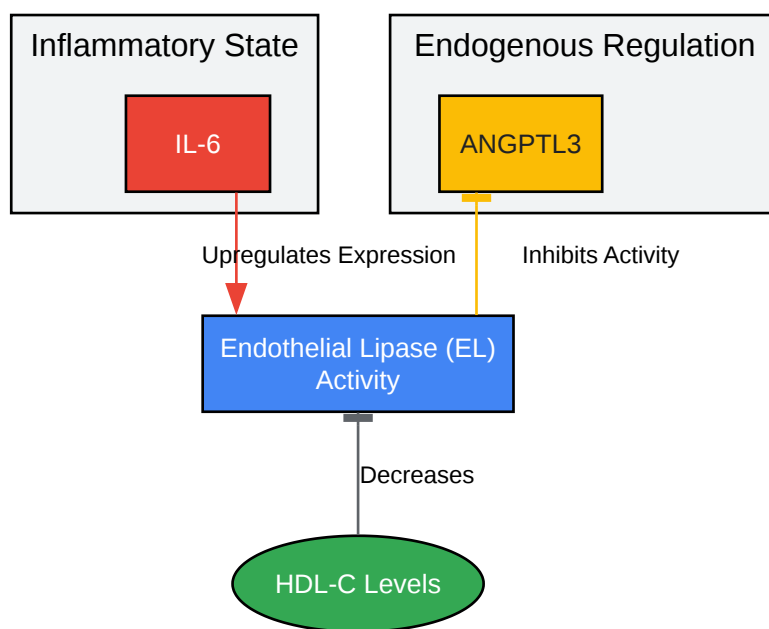 Inflammatory State
Endogenous Regulation
IL-6
ANGPTL3
Upregulates Expression
Inhibits Activity
Endothelial Lipase (EL)
Activity
Decreases
HDL-C Levels